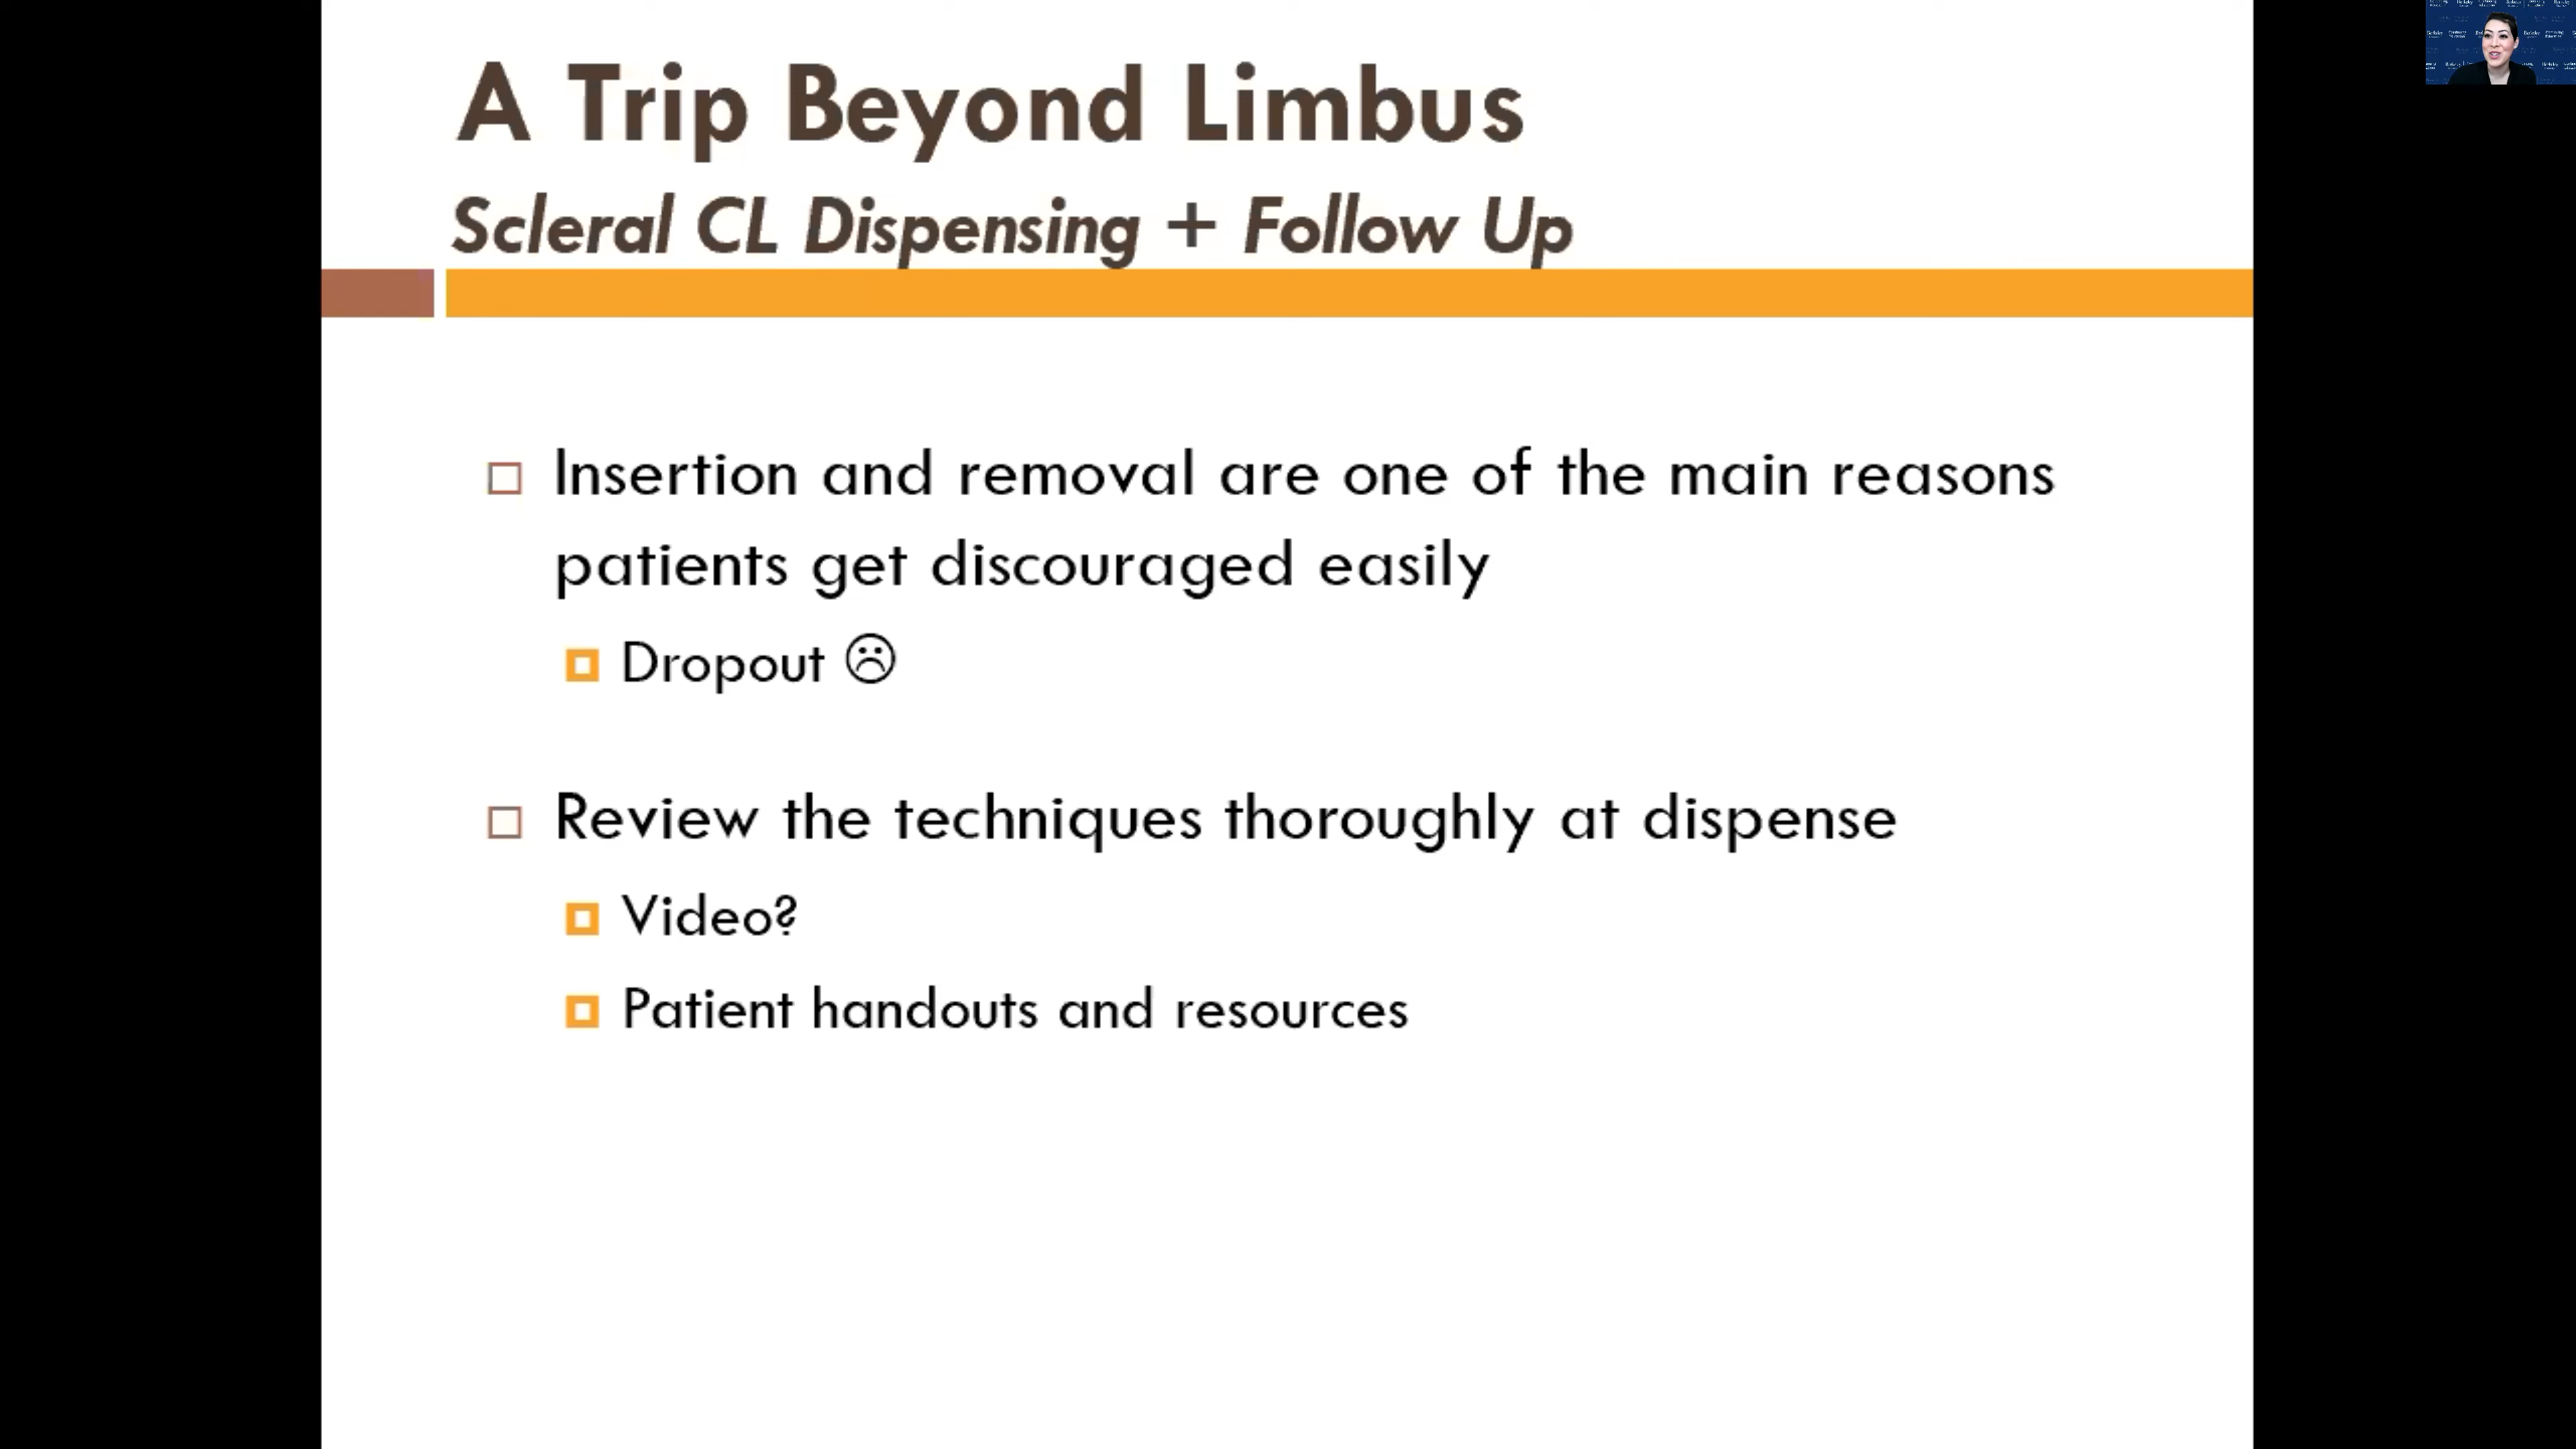 A Trip Beyond Limbus
Scleral CL Dispensing + Follow Up
Insertion and removal are one of the main reasons
patients get discouraged easily
Dropout ☹
Review the techniques thoroughly at dispense
Video?
Patient handouts and resources